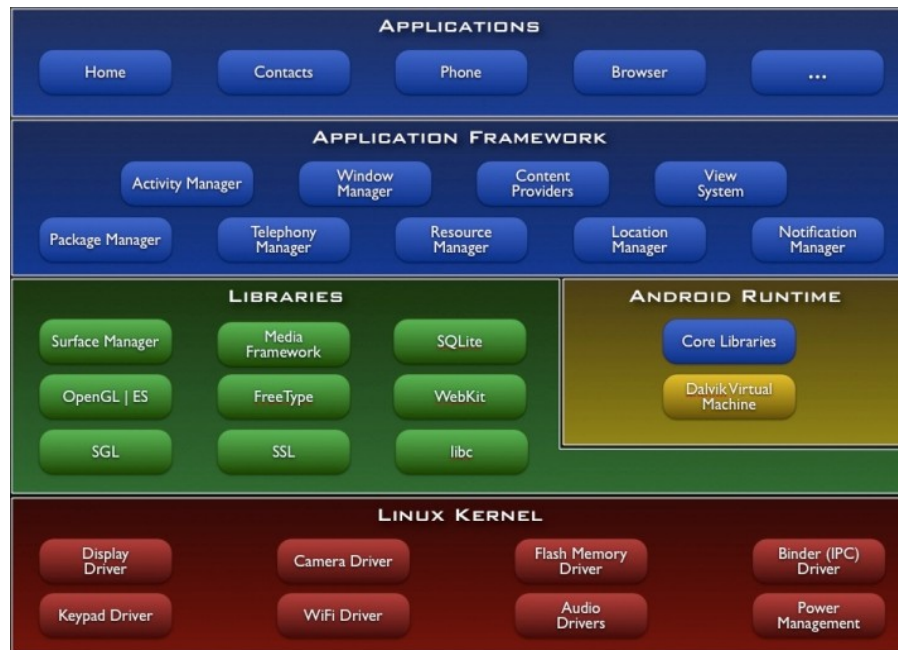 APPLICATIONS
Home
Contacts
Phone
Browser
...
APPLICATION FRAMEWORK
Activity Manager
Window
Manager
Content
Providers
View
System
Package Manager
Telephony
Manager
Resource
Manager
Location
Manager
Notification
Manager
LIBRARIES
Surface Manager
Media
Framework
SQLite
OpenGL | ES
FreeType
WebKit
SGL
SSL
libc
ANDROID RUNTIME
Core Libraries
Dalvik Virtual
Machine
LINUX KERNEL
Display
Driver
Camera Driver
Flash Memory
Driver
Binder (IPC)
Driver
Keypad Driver
WiFi Driver
Audio
Drivers
Power
Management